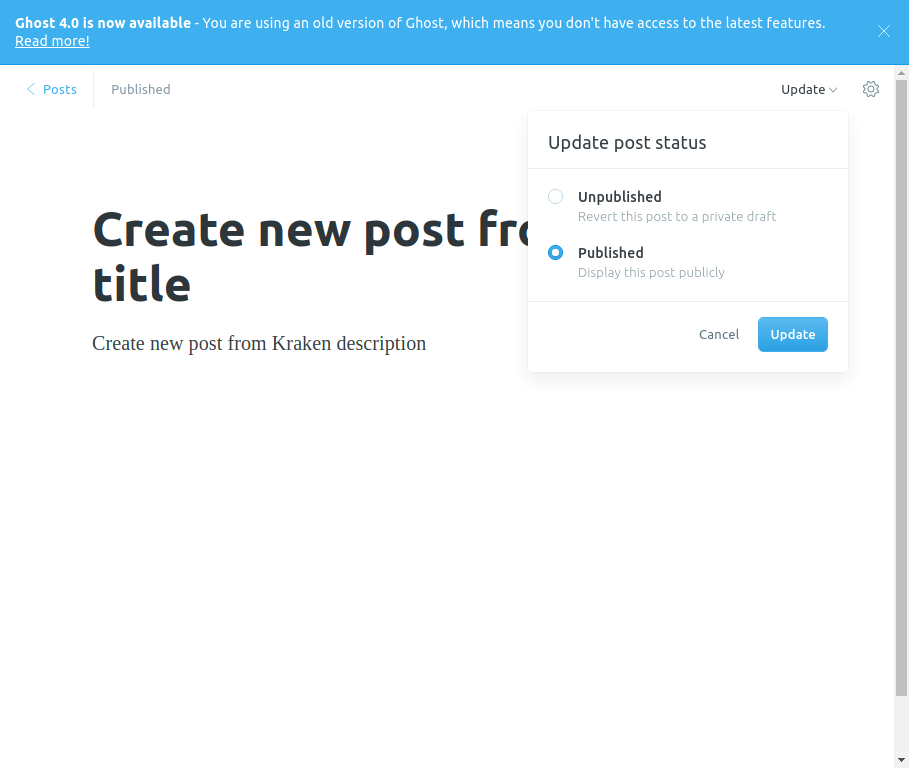 Ghost 4.0 is now available - You are using an old version of Ghost, which means you don't have access to the latest features.
Read more!
Posts
Published
Update
Update post status
Unpublished
Revert this post to a private draft
Published
Display this post publicly
Cancel
Update
Create new post
title
Create new post from Kraken description